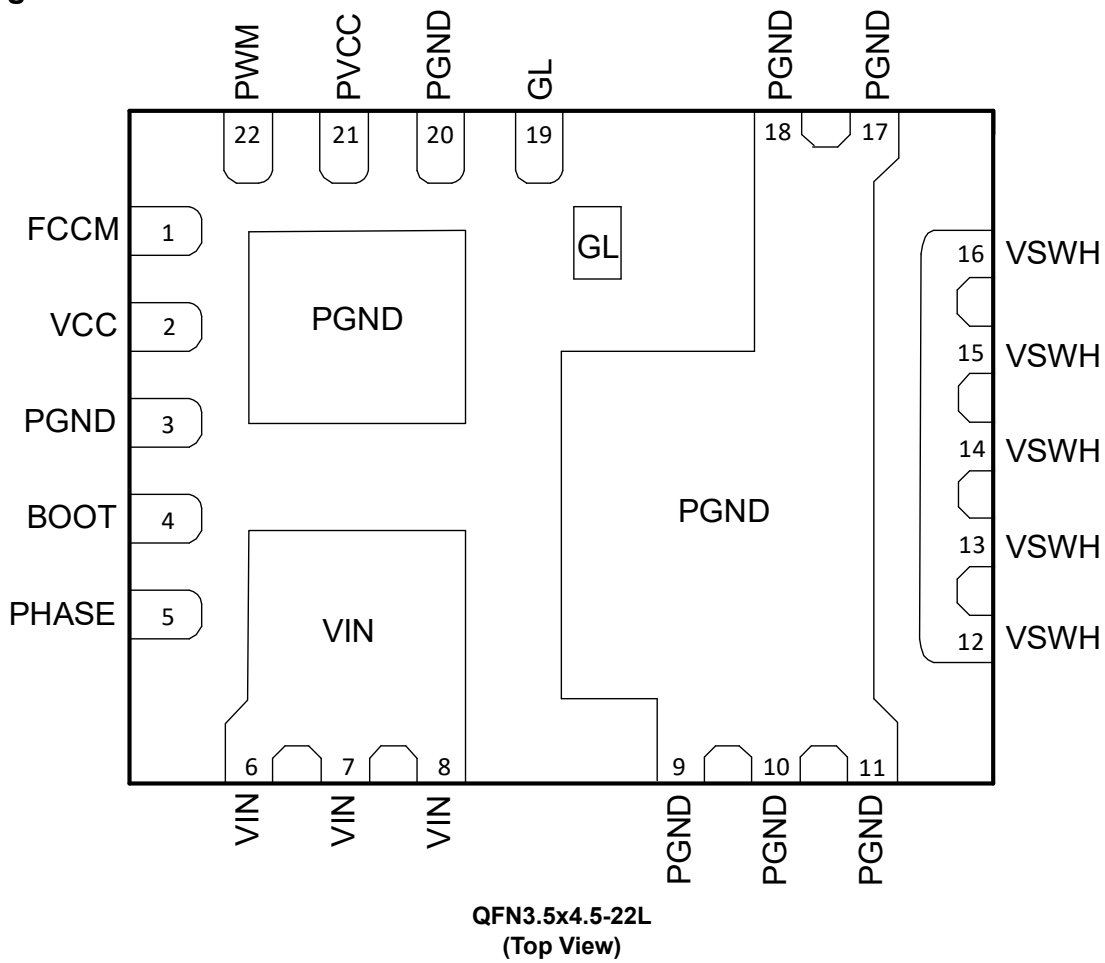 g
PWM
PVCC
PGND
GL
PGND
PGND
22
21
20
19
18
17
FCCM
1
VCC
2
PGND
3
BOOT
4
PHASE
5
PGND
GL
PGND
VIN
16
VSWH
15
VSWH
14
VSWH
13
VSWH
12
VSWH
6
7
8
9
10
11
VIN
VIN
VIN
PGND
PGND
PGND
QFN3.5x4.5-22L
(Top View)